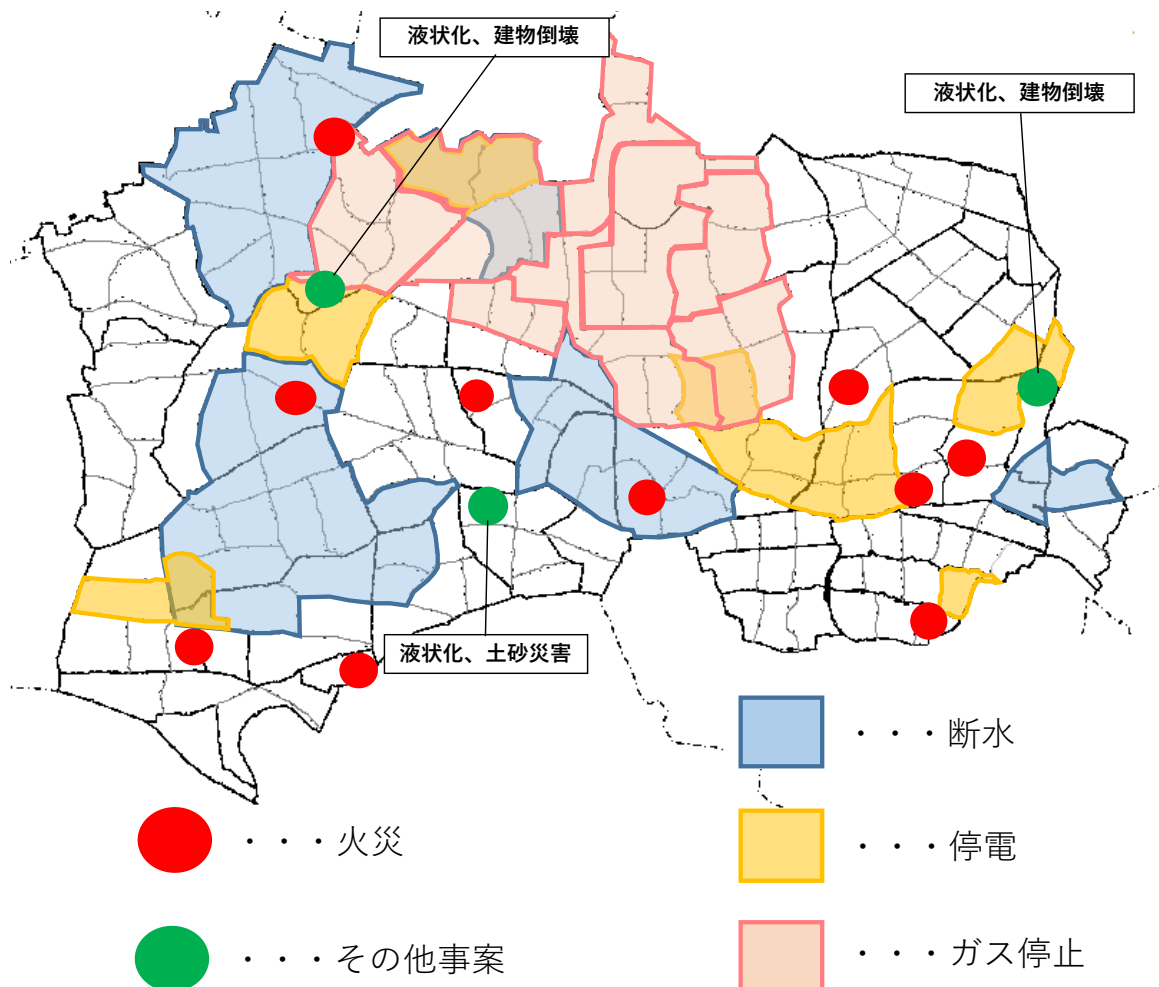 液状化、建物倒壊
液状化、建物倒壊
液状化、土砂災害
・・・断水
・・・火災
・・・停電
・・・その他事案
・・・ガス停止